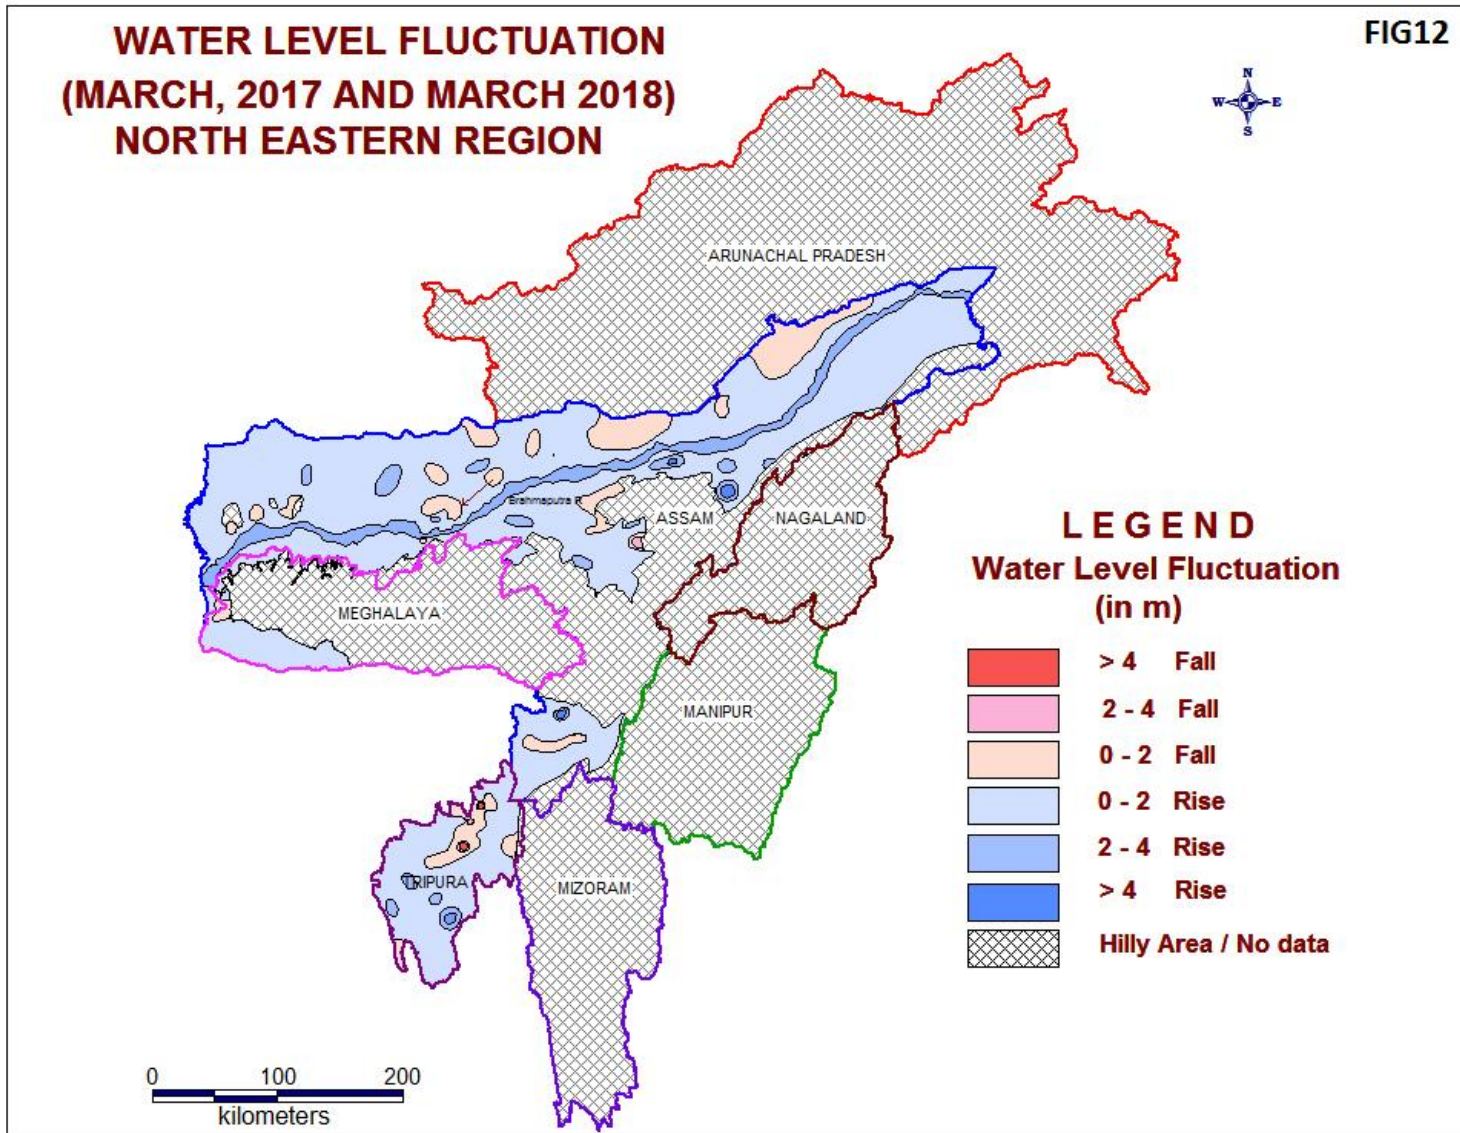 FIG12
WATER LEVEL FLUCTUATION
(MARCH, 2017 AND MARCH 2018)
NORTH EASTERN REGION
N
W E
S
ARUNACHAL PRADESH
Brahmaputra R
ASSAM
NAGALAND
MEGHALAYA
MANIPUR
TRIPURA
MIZORAM
LEGEND
Water Level Fluctuation
(in m)
> 4 Fall
2 - 4 Fall
0 - 2 Fall
0 - 2 Rise
2 - 4 Rise
> 4 Rise
Hilly Area / No data
0 100 200
kilometers